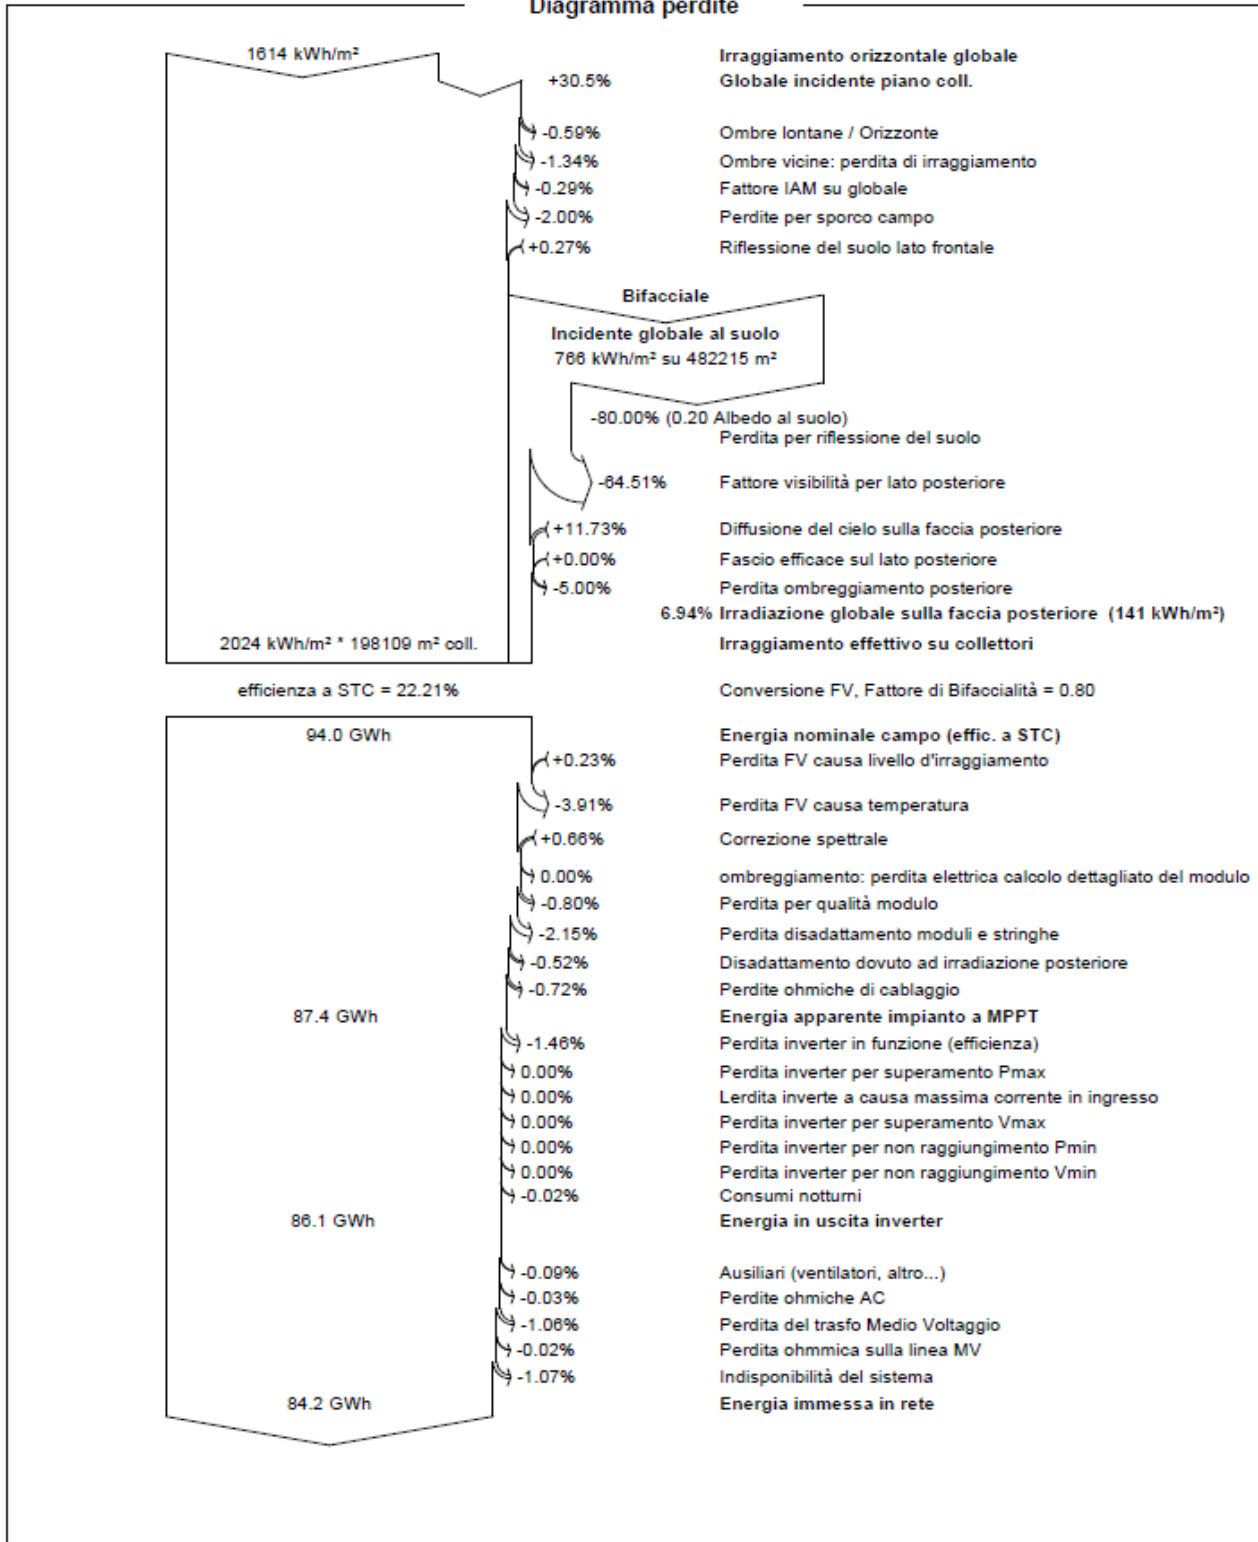 Diagramma perdite
1614 kWh/m² Irraggiamento orizzontale globale
+30.5% Globale incidente piano coll.
-0.59% Ombre lontane / Orizzonte
-1.34% Ombre vicine: perdita di irraggiamento
-0.29% Fattore IAM su globale
-2.00% Perdite per sporco campo
+0.27% Riflessione del suolo lato frontale
Bifacciale
Incidente globale al suolo
766 kWh/m² su 482215 m²
-80.00% (0.20 Albedo al suolo)
Perdita per riflessione del suolo
-64.51% Fattore visibilità per lato posteriore
+11.73% Diffusione del cielo sulla faccia posteriore
+0.00% Fascio efficace sul lato posteriore
-5.00% Perdita ombreggiamento posteriore
6.94% Irradiazione globale sulla faccia posteriore (141 kWh/m²)
2024 kWh/m² * 198109 m² coll. Irraggiamento effettivo su collettori
efficienza a STC = 22.21% Conversione FV, Fattore di Bifaccialità = 0.80
94.0 GWh Energia nominale campo (effic. a STC)
+0.23% Perdita FV causa livello d'irraggiamento
-3.91% Perdita FV causa temperatura
+0.66% Correzione spettrale
0.00% ombreggiamento: perdita elettrica calcolo dettagliato del modulo
-0.80% Perdita per qualità modulo
-2.15% Perdita disadattamento moduli e stringhe
-0.52% Disadattamento dovuto ad irradiazione posteriore
-0.72% Perdite ohmiche di cablaggio
87.4 GWh Energia apparente impianto a MPPT
-1.46% Perdita inverter in funzione (efficienza)
0.00% Perdita inverter per superamento Pmax
0.00% Lerdita inverte a causa massima corrente in ingresso
0.00% Perdita inverter per superamento Vmax
0.00% Perdita inverter per non raggiungimento Pmin
0.00% Perdita inverter per non raggiungimento Vmin
-0.02% Consumi notturni
86.1 GWh Energia in uscita inverter
-0.09% Ausiliari (ventilatori, altro...)
-0.03% Perdite ohmiche AC
-1.06% Perdita del trasfo Medio Voltaggio
-0.02% Perdita ohmmica sulla linea MV
-1.07% Indisponibilità del sistema
84.2 GWh Energia immessa in rete